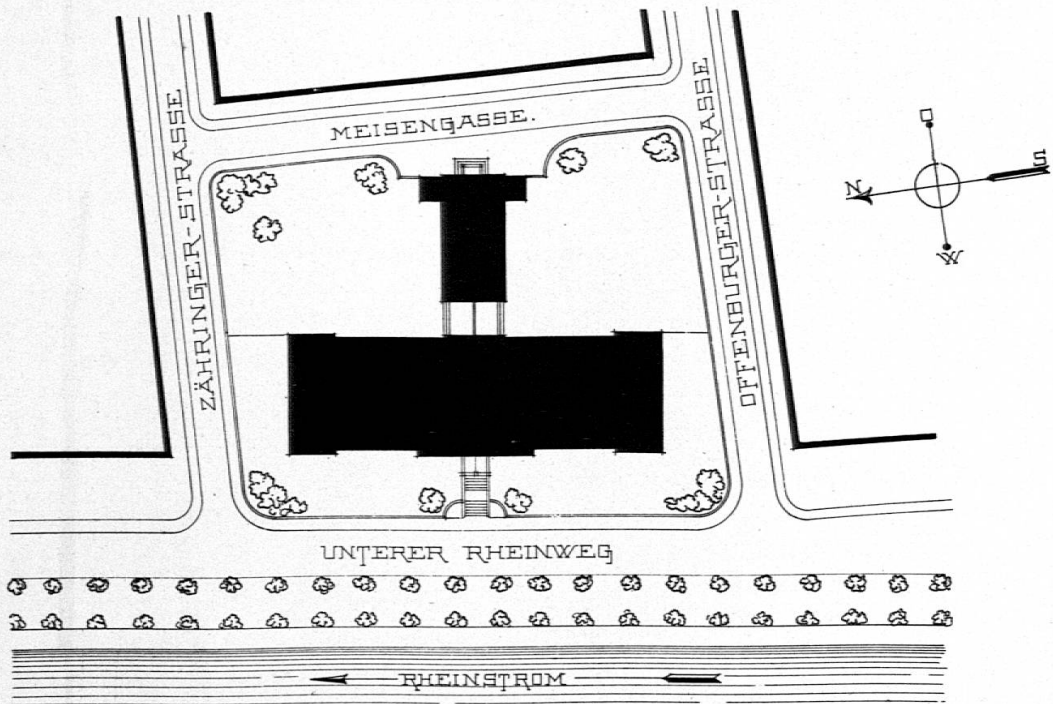 MEISENGASSE.
ZÄHRINGER-STRASSE
OFFENBURGER-STRASSE
O
N
S
W
UNTERER RHEINWEG
RHEINSTROM